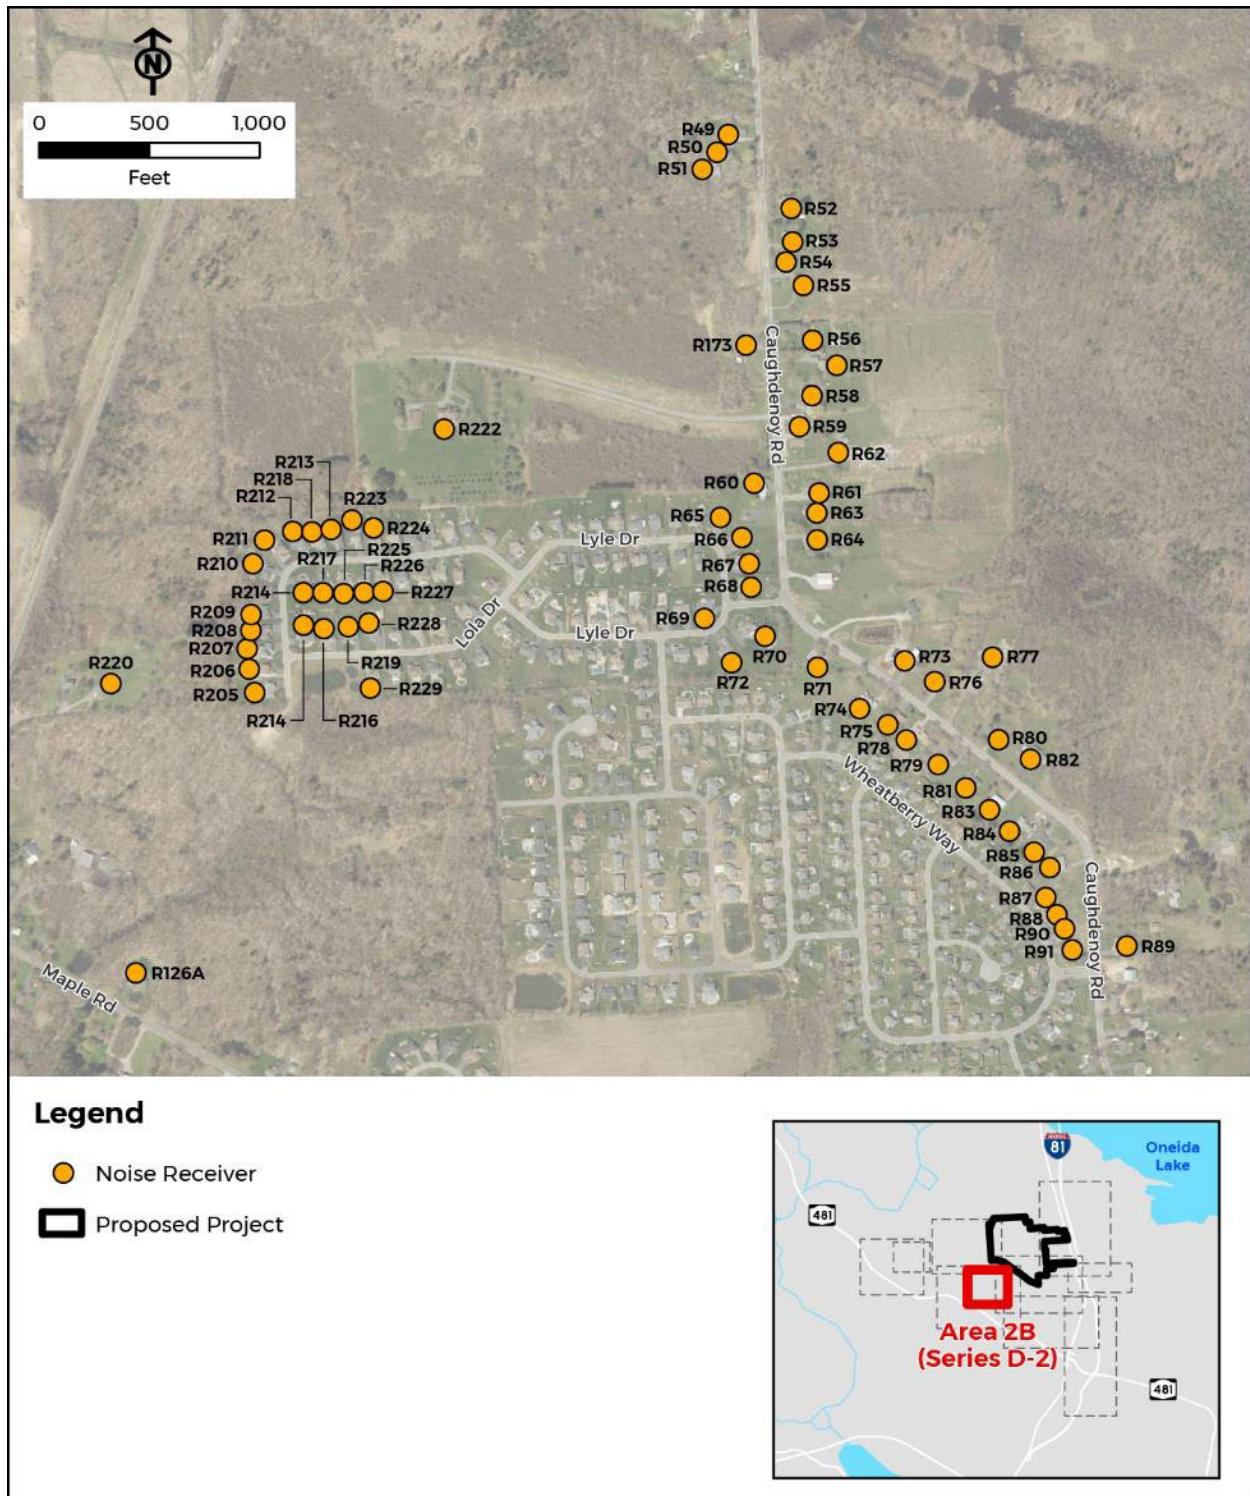 N
0 500 1,000
Feet
R49
R50
R51
R52
R53
R54
R55
R173
Caughdenoy Rd
R56
R57
R58
R59
R222
R62
R213
R218
R212
R223
R60
R61
R211
R224
R65
R63
R66
Lyle Dr
R64
R210
R217
R225
R226
R67
R214
R227
R68
R209
Lola Dr
R69
R208
R228
Lyle Dr
R207
R70
R220
R206
R219
R72
R71
R73
R77
R76
R205
R229
R214
R216
R74
R75
R78
R80
R82
R79
Wheatberry Way
R81
R83
R84
R85
R86
Caughdenoy Rd
R87
R88
R90
R91
R89
Maple Rd
R126A
Legend
Noise Receiver
Proposed Project
INTERSTATE
81
Oneida
Lake
481
Area 2B
(Series D-2)
481